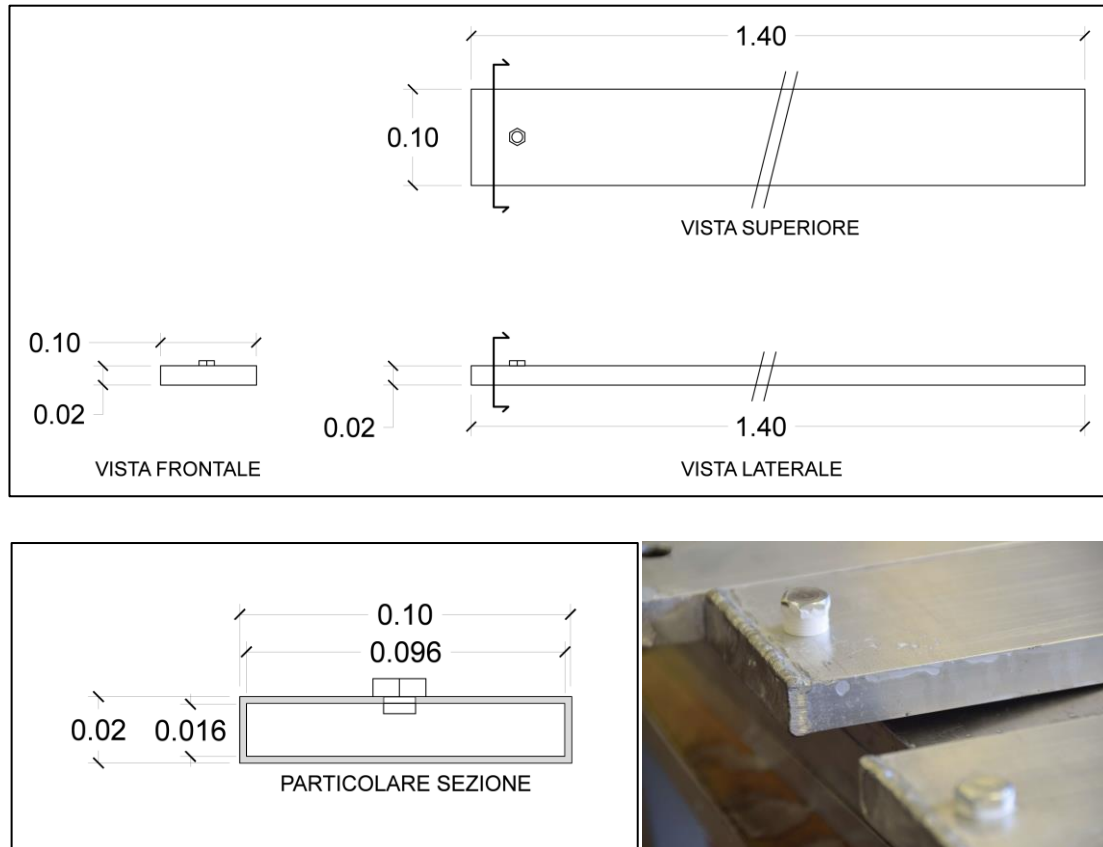 1.40
0.10
VISTA SUPERIORE
0.10
0.02
VISTA FRONTALE
0.02
1.40
VISTA LATERALE
0.10
0.096
0.02
0.016
PARTICOLARE SEZIONE